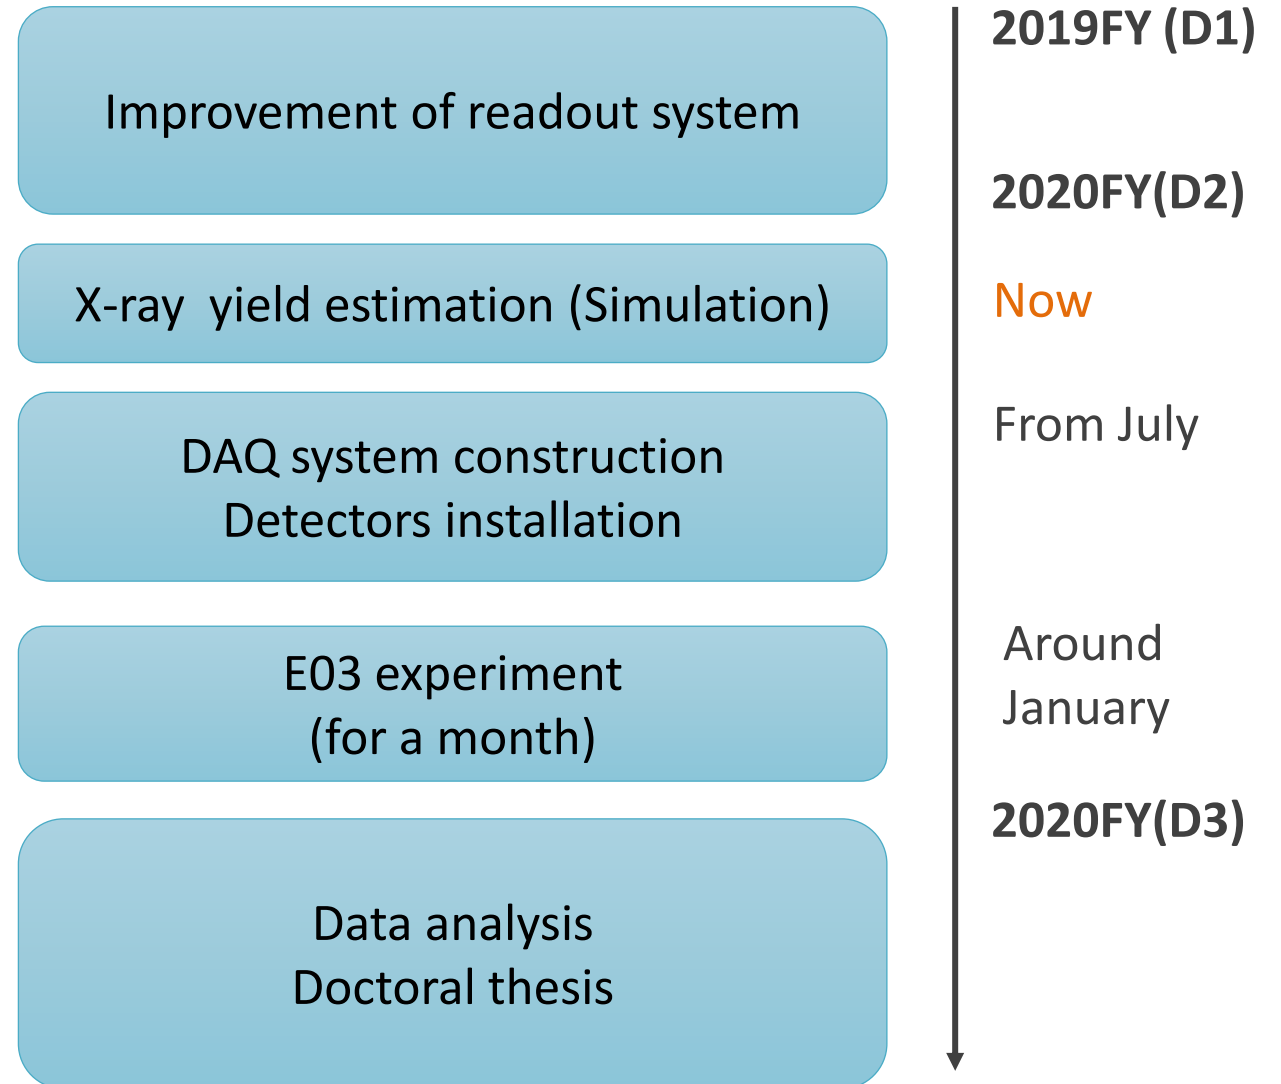 Improvement of readout system
X-ray  yield estimation (Simulation)
DAQ system construction
Detectors installation
E03 experiment
(for a month)
Data analysis
Doctoral thesis
2019FY (D1)
2020FY(D2)
Now
From July
Around
January
2020FY(D3)